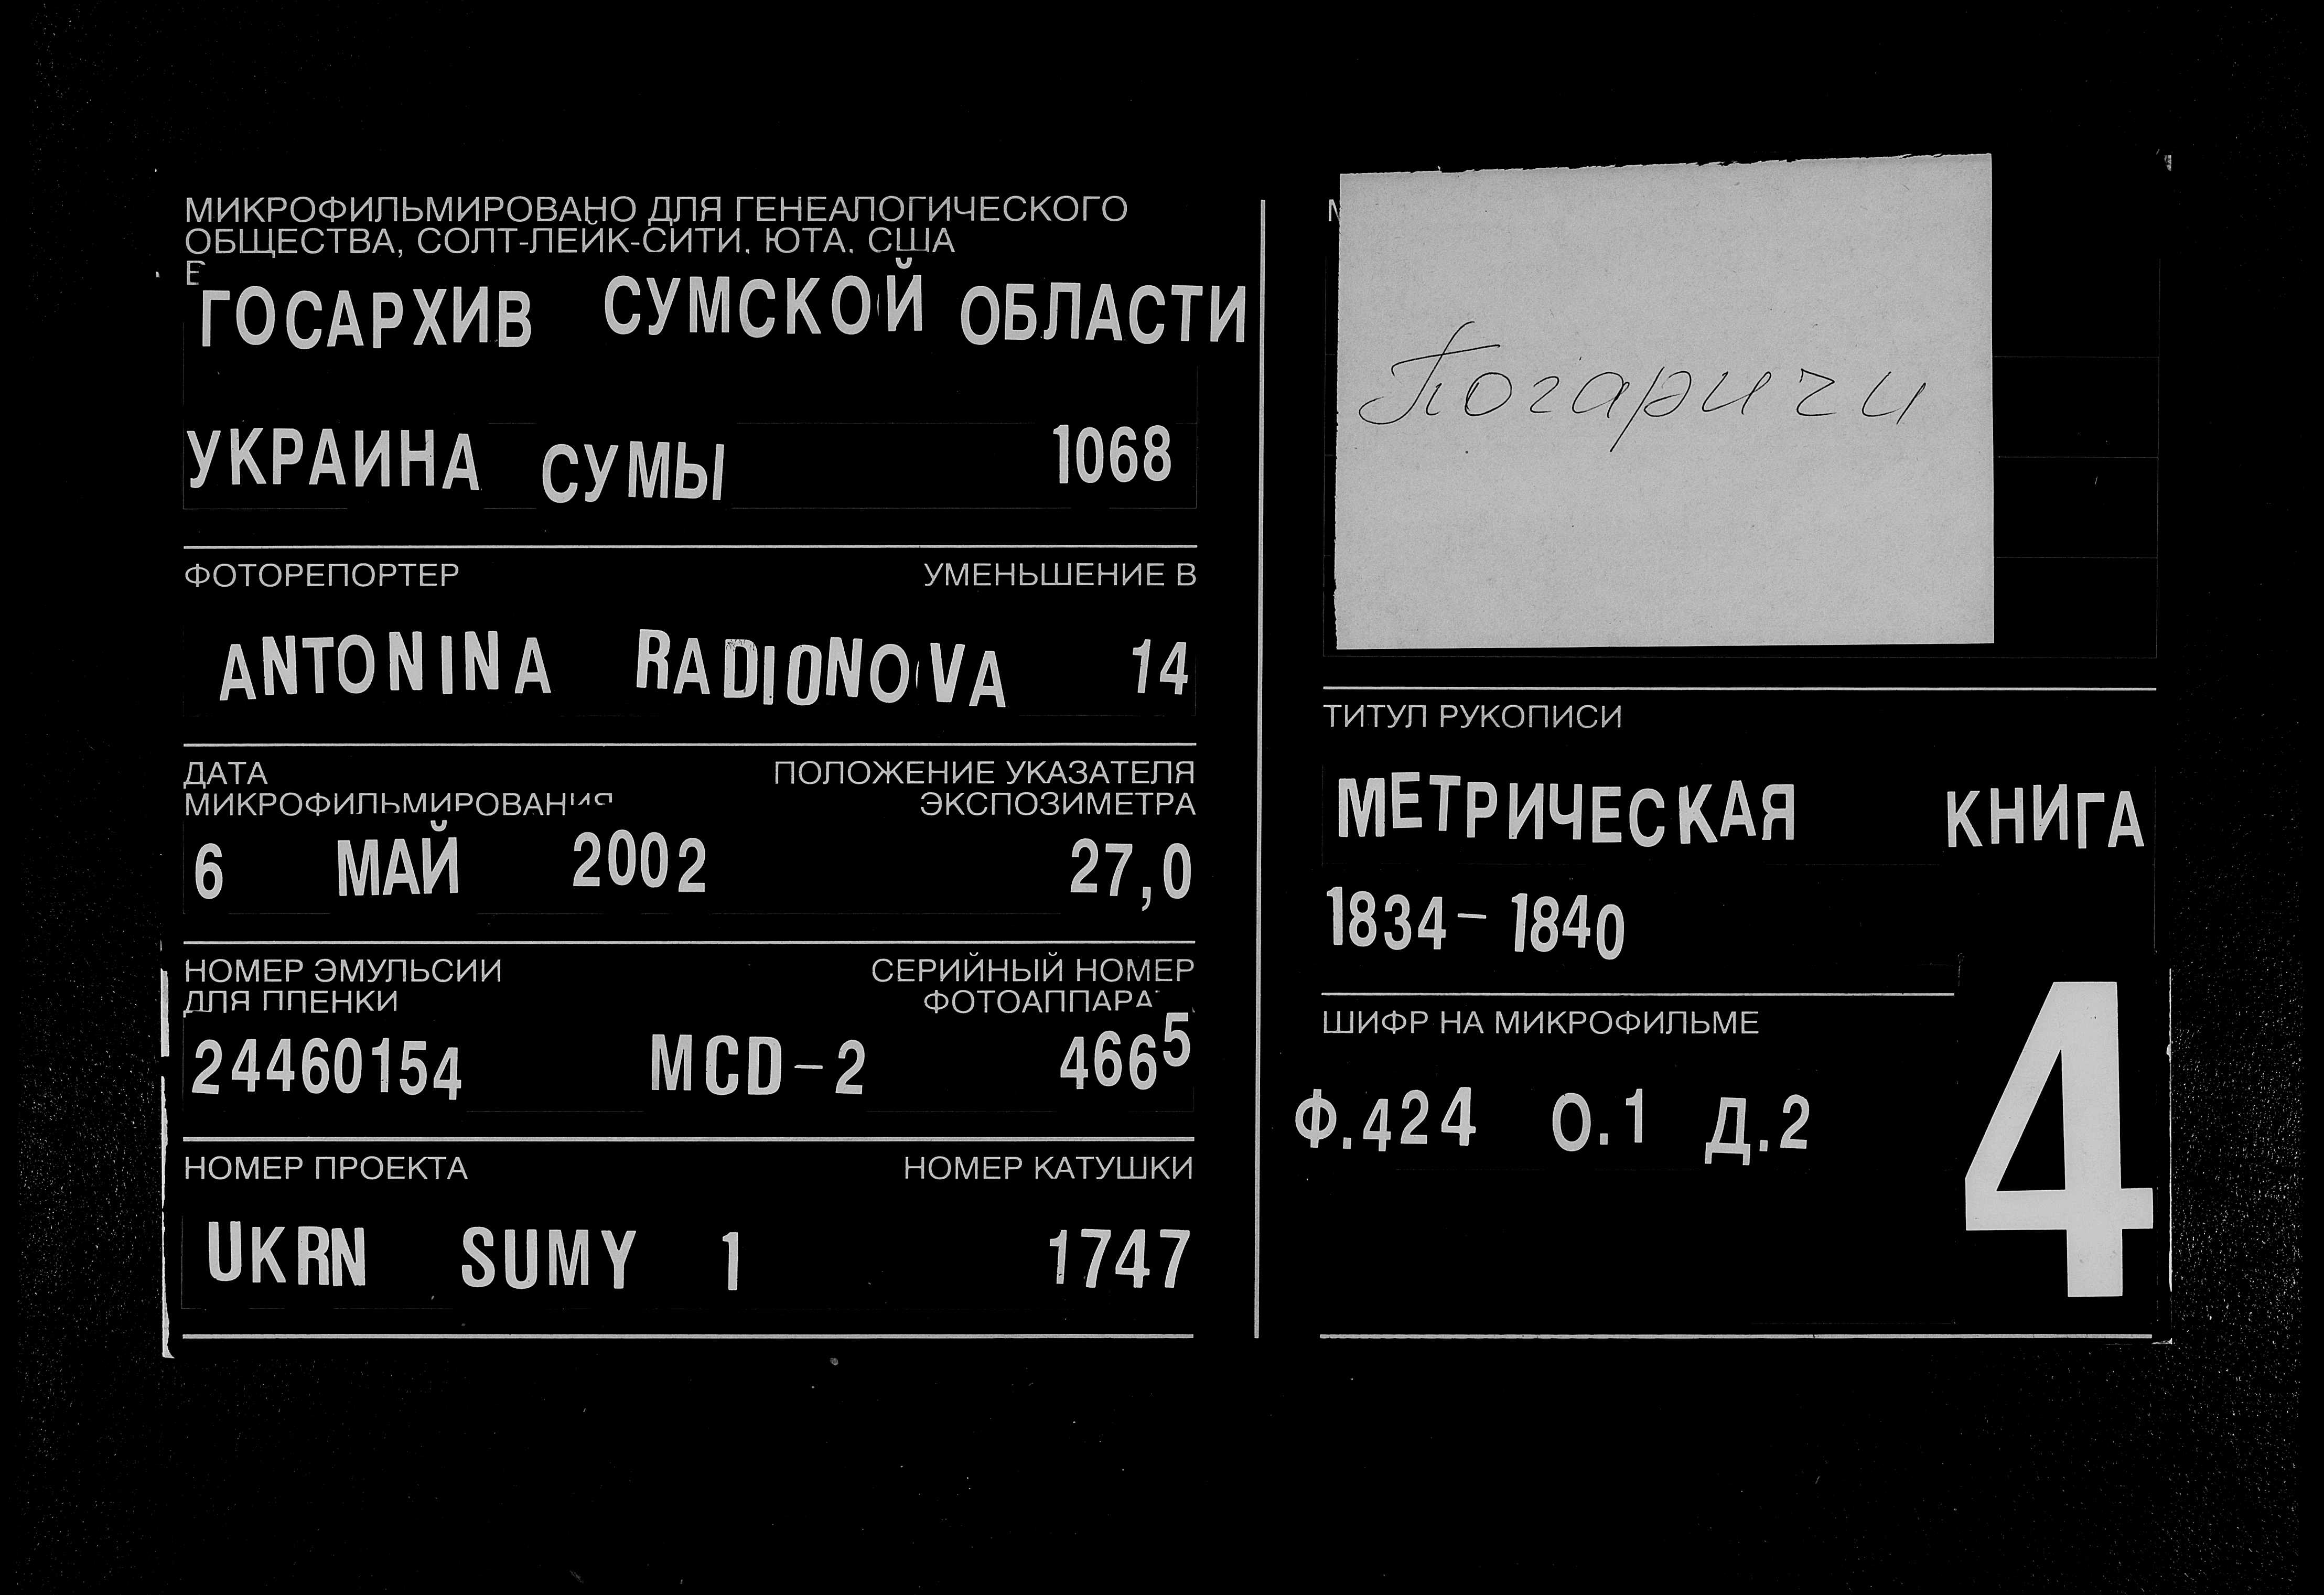 МИКРОФИЛЬМИРОВАНО ДЛЯ ГЕНЕАЛОГИЧЕСКОГО
ОБЩЕСТВА, СОЛТ-ЛЕЙК-СИТИ, ЮТА, США
ГОСАРХИВ СУМСКОЙ ОБЛАСТИ
УКРАИНА СУМЫ 1068
ФОТОРЕПОРТЕР УМЕНЬШЕНИЕ В
ANTONINA RADIONOVA 14
ДАТА ПОЛОЖЕНИЕ УКАЗАТЕЛЯ
МИКРОФИЛЬМИРОВАНИЯ ЭКСПОЗИМЕТРА
6 МАЙ 2002 27,0
НОМЕР ЭМУЛЬСИИ СЕРИЙНЫЙ НОМЕР
ДЛЯ ПЛЕНКИ ФОТОАППАРА
24460154 MCD-2 4665
НОМЕР ПРОЕКТА НОМЕР КАТУШКИ
UKRN SUMY 1 1747
Погаричи
ТИТУЛ РУКОПИСИ
МЕТРИЧЕСКАЯ КНИГА
1834-1840
ШИФР НА МИКРОФИЛЬМЕ
Ф.424 О.1 Д.2
4